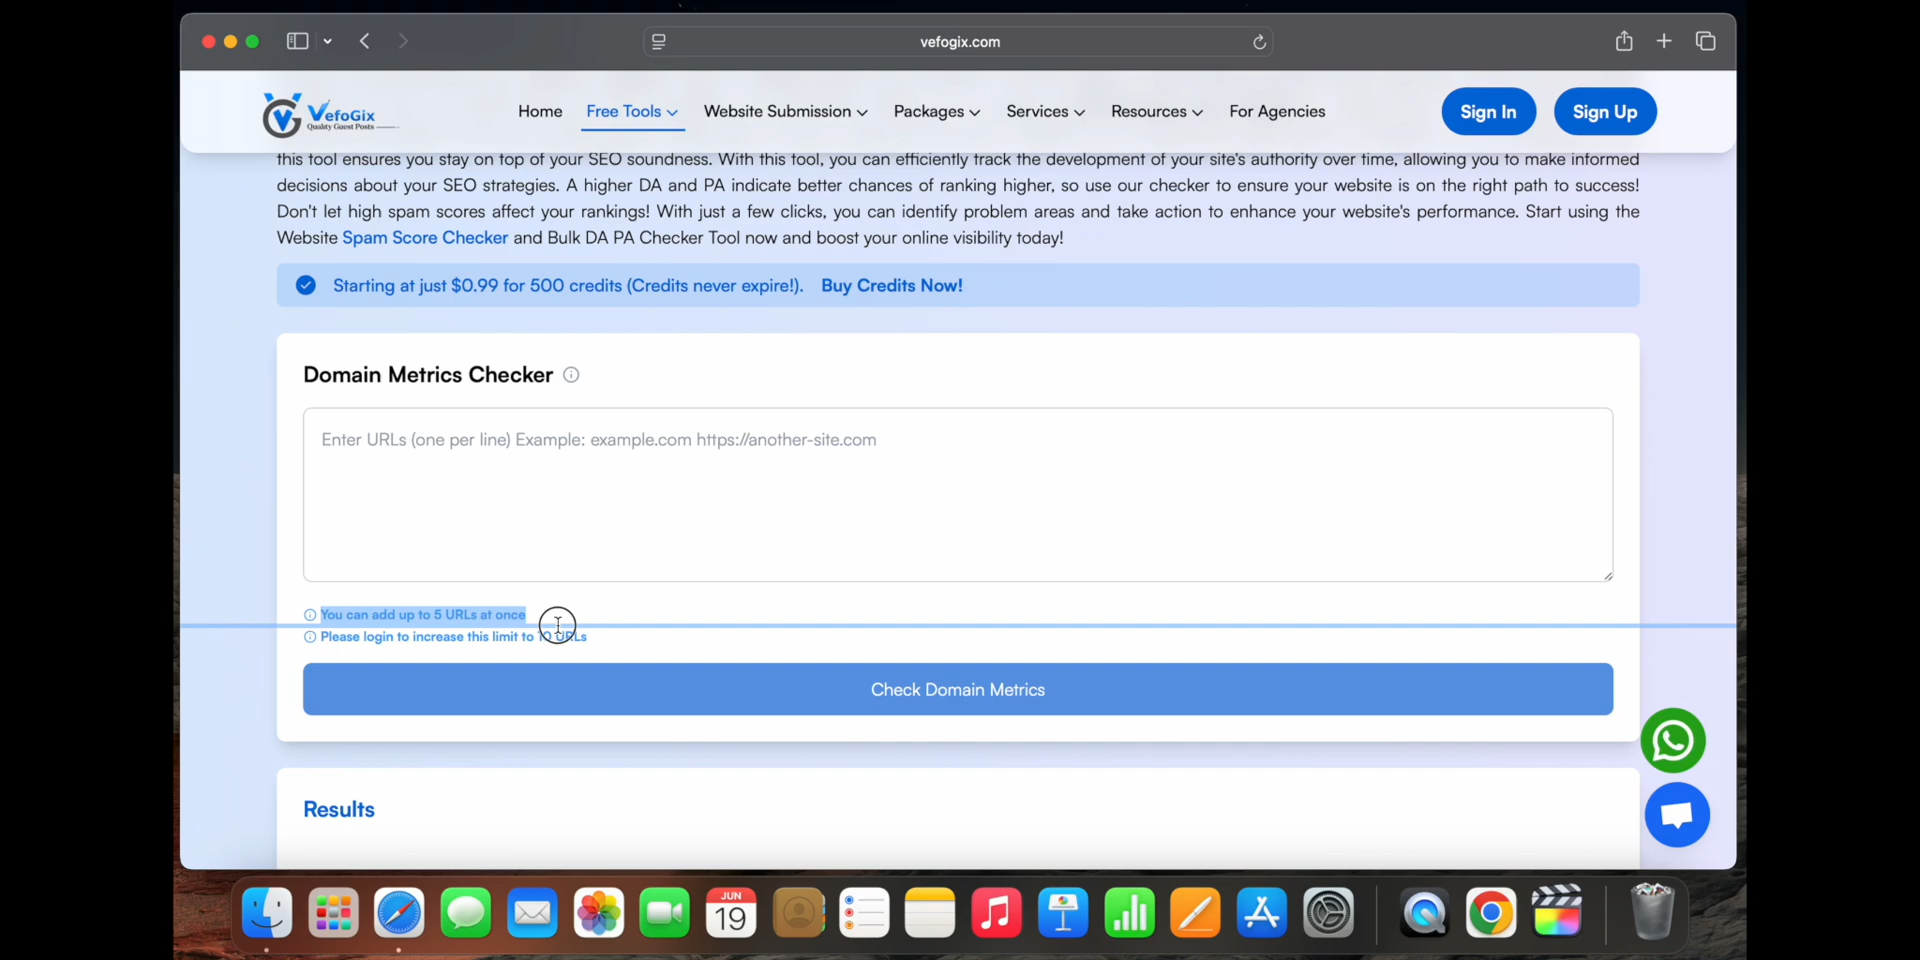 vefogix.com
VefoGix
Quality Guest Posts
Home
Free Tools
Website Submission
Packages
Services
Resources
For Agencies
Sign In
Sign Up
this tool ensures you stay on top of your SEO soundness. With this tool, you can efficiently track the development of your site's authority over time, allowing you to make informed
decisions about your SEO strategies. A higher DA and PA indicate better chances of ranking higher, so use our checker to ensure your website is on the right path to success!
Don't let high spam scores affect your rankings! With just a few clicks, you can identify problem areas and take action to enhance your website's performance. Start using the
Website Spam Score Checker and Bulk DA PA Checker Tool now and boost your online visibility today!
Starting at just $0.99 for 500 credits (Credits never expire!). Buy Credits Now!
Domain Metrics Checker
Enter URLs (one per line) Example: example.com https://another-site.com
You can add up to 5 URLs at once
Please login to increase this limit to 10 URLs
Check Domain Metrics
Results
JUN
19